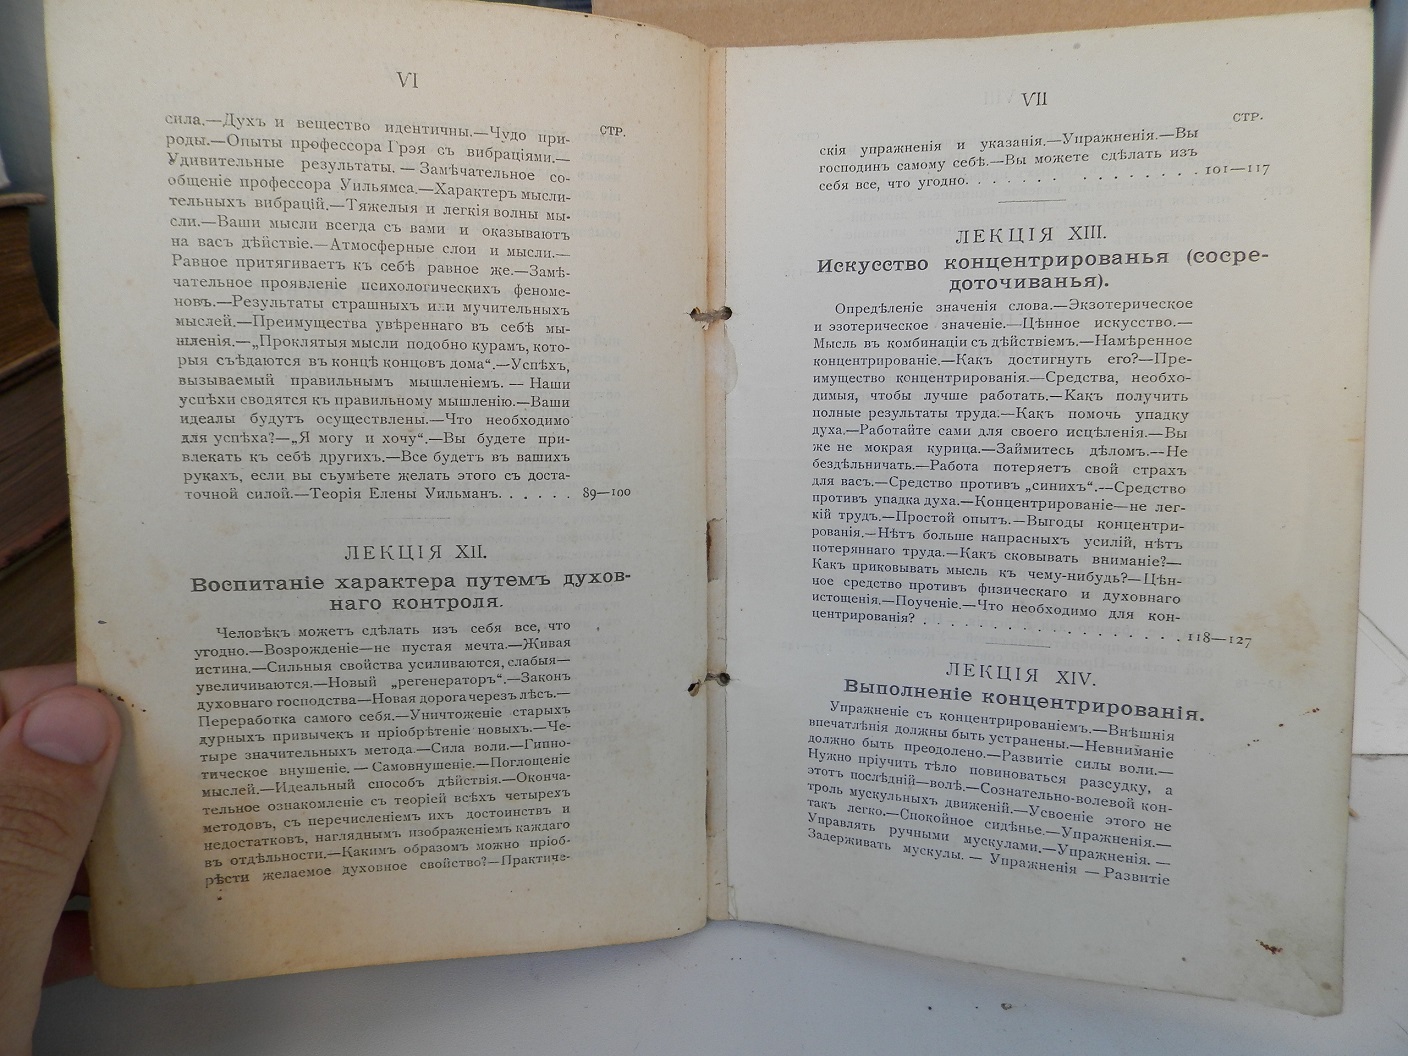 VI
СТР.
сила.—Духъ и вещество идентичны.—Чудо при-
роды.—Опыты профессора Грэя съ вибраціями.—
Удивительные результаты. — Замѣчательное со-
общеніе профессора Уильямса.—Характеръ мысли-
тельныхъ вибрацій.—Тяжелыя и легкія волны мы-
сли.—Ваши мысли всегда съ вами и оказываютъ
на васъ дѣйствіе.—Атмосферные слои и мысли.—
Равное притягиваетъ къ себѣ равное же.—Замѣ-
чательное проявленіе психологическихъ феноме-
новъ.—Результаты страшныхъ или мучительныхъ
мыслей.—Преимущества увѣреннаго въ себѣ мы-
шленія.—„Проклятыя мысли подобно курамъ, кото-
рыя съѣдаются въ концѣ концовъ дома“.—Успѣхъ,
вызываемый правильнымъ мышленіемъ. — Наши
успѣхи сводятся къ правильному мышленію.—Ваши
идеалы будутъ осуществлены.—Что необходимо
для успѣха?—„Я могу и хочу“.—Вы будете при-
влекать къ себѣ другихъ.—Все будетъ въ вашихъ
рукахъ, если вы съумѣете желать этого съ доста-
точной силой.—Теорія Елены Уильманъ. . . . . . 89—100
ЛЕКЦІЯ XII.
Воспитаніе характера путемъ духов-
наго контроля.
Человѣкъ можетъ сдѣлать изъ себя все, что
угодно.—Возрожденіе—не пустая мечта.—Живая
истина.—Сильныя свойства усиливаются, слабыя—
увеличиваются.—Новый „регенераторъ“.—Законъ
духовнаго господства—Новая дорога черезъ лѣсъ.—
Переработка самого себя.—Уничтоженіе старыхъ
дурныхъ привычекъ и пріобрѣтеніе новыхъ.—Че-
тыре значительныхъ метода.—Сила воли.—Гипно-
тическое внушеніе. — Самовнушеніе.—Поглощеніе
мыслей.—Идеальный способъ дѣйствія.—Оконча-
тельное ознакомленіе съ теоріей всѣхъ четырехъ
методовъ, съ перечисленіемъ ихъ достоинствъ и
недостатковъ, нагляднымъ изображеніемъ каждаго
въ отдѣльности.—Какимъ образомъ можно пріоб-
рѣсти желаемое духовное свойство?—Практиче-
VII
СТР.
скія упражненія и указанія.—Упражненія.—Вы
господинъ самому себѣ.—Вы можете сдѣлать изъ
себя все, что угодно. . . . . . . . . . . . . . 101—117
ЛЕКЦІЯ XIII.
Искусство концентрированья (сосре-
доточиванья).
Опредѣленіе значенія слова.—Экзотерическое
и эзотерическое значеніе.—Цѣнное искусство.—
Мысль въ комбинаціи съ дѣйствіемъ.—Намѣренное
концентрированіе.—Какъ достигнуть его?—Пре-
имущество концентрированія.—Средства, необхо-
димыя, чтобы лучше работать.—Какъ получить
полные результаты труда.—Какъ помочь упадку
духа.—Работайте сами для своего исцѣленія.—Вы
же не мокрая курица.—Займитесь дѣломъ.—Не
бездѣльничать.—Работа потеряетъ свой страхъ
для васъ.—Средство противъ „синихъ“.—Средство
противъ упадка духа.—Концентрированіе—не лег-
кій трудъ.—Простой опытъ.—Выгоды концентри-
рованія.—Нѣтъ больше напрасныхъ усилій, нѣтъ
потеряннаго труда.—Какъ сковывать вниманіе?—
Какъ приковывать мысль къ чему-нибудь?—Цѣн-
ное средство противъ физическаго и духовнаго
истощенія.—Поученіе.—Что необходимо для кон-
центрированія? . . . . . . . . . . . . . . . . . 118—127
ЛЕКЦІЯ XIV.
Выполненіе концентрированія.
Упражненіе съ концентрированіемъ.—Внѣшнія
впечатлѣнія должны быть устранены.—Невниманіе
должно быть преодолено.—Развитіе силы воли.—
Нужно пріучить тѣло повиноваться разсудку, а
этотъ послѣдній—волѣ.—Сознательно-волевой кон-
троль мускульныхъ движеній.—Усвоеніе этого не
такъ легко.—Спокойное сидѣнье.—Упражненія.—
Управлять ручными мускулами.—Упражненія. —
Задерживать мускулы. — Упражненія — Развитіе